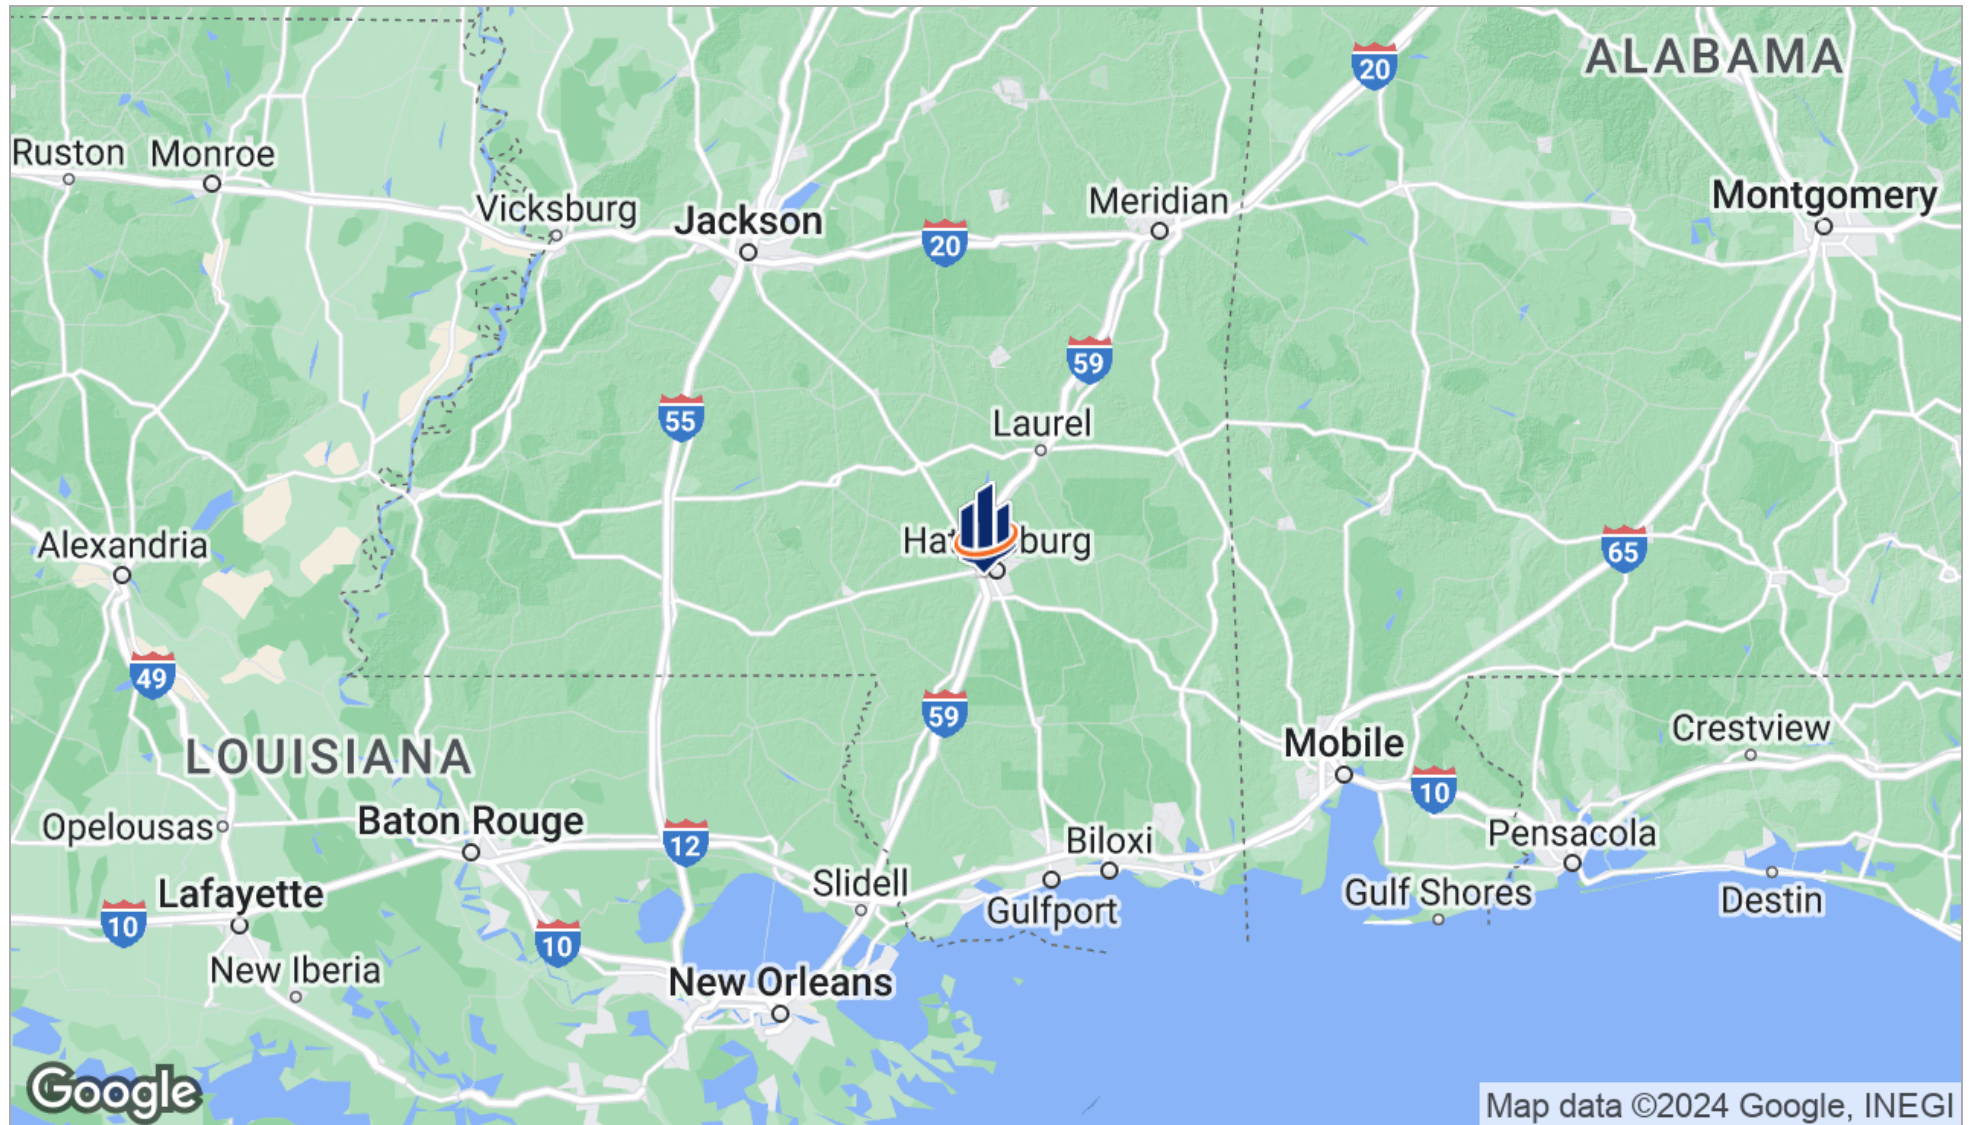 ALABAMA
20
Ruston
Monroe
Vicksburg
Jackson
Meridian
Montgomery
20
59
55
Laurel
Hat burg
Alexandria
65
49
59
LOUISIANA
Mobile
Crestview
10
Opelousas
Baton Rouge
12
Biloxi
Pensacola
Lafayette
Slidell
Gulfport
Gulf Shores
Destin
10
10
New Iberia
New Orleans
Google
Map data ©2024 Google, INEGI